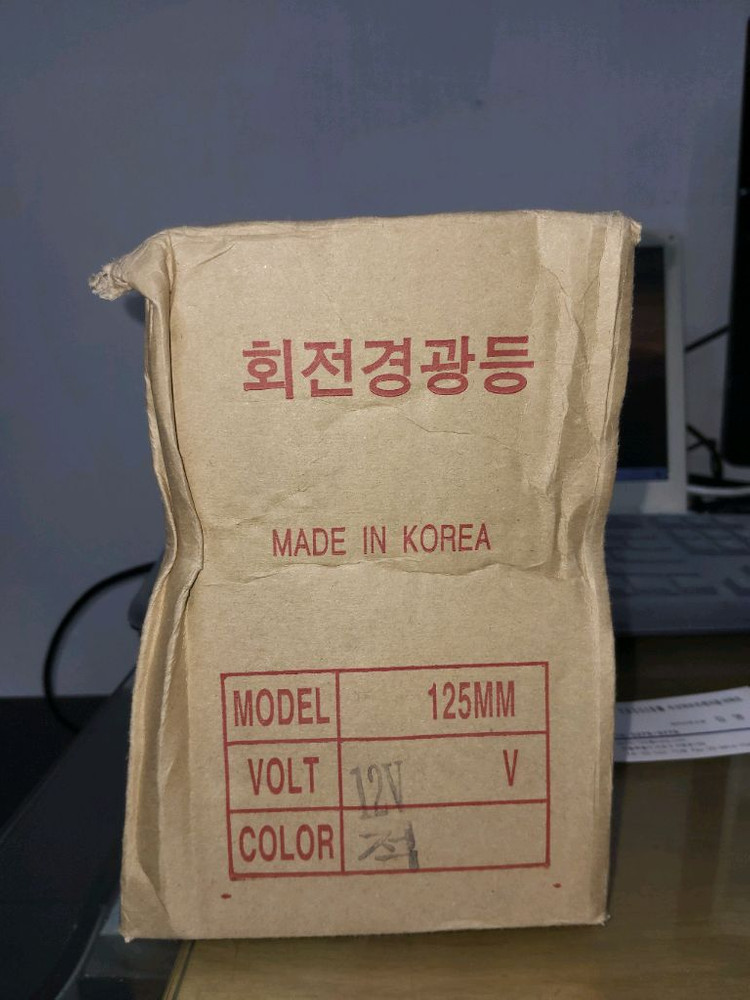 회전경광등
MADE IN KOREA
MODEL 125MM
VOLT 12V V
COLOR 적